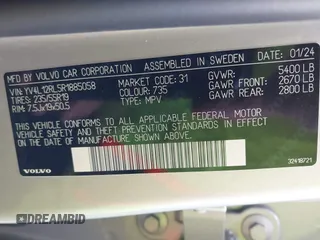 MFD BY VOLVO CAR CORPORATION ASSEMBLED IN SWEDEN 01/24
VIN: YV4L12RL5R1885058 MARKET CODE: 31 GVWR: 5400 LB
TIRES: 235/55R19 COLOUR: 735 GAWR FRONT: 2670 LB
RIM: 7.5Jx19x50.5 TYPE: MPV GAWR REAR: 2800 LB
THIS VEHICLE CONFORMS TO ALL APPLICABLE FEDERAL MOTOR
VEHICLE SAFETY AND THEFT PREVENTION STANDARDS IN EFFECT
ON THE DATE OF MANUFACTURE SHOWN ABOVE.
VOLVO
32418721
DREAMBID